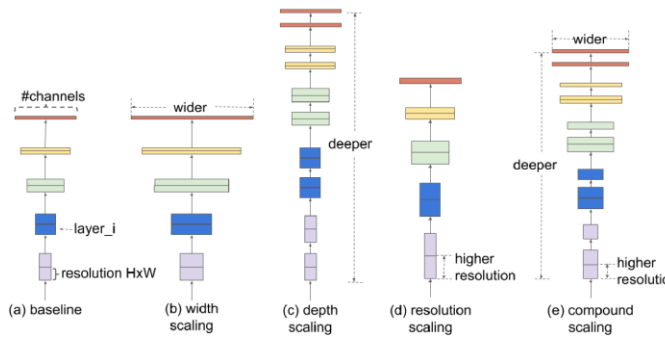 #channels
wider
wider
deeper
deeper
layer_i
resolution HxW
higher
resolution
higher
resolution
(a) baseline
(b) width
scaling
(c) depth
scaling
(d) resolution
scaling
(e) compound
scaling